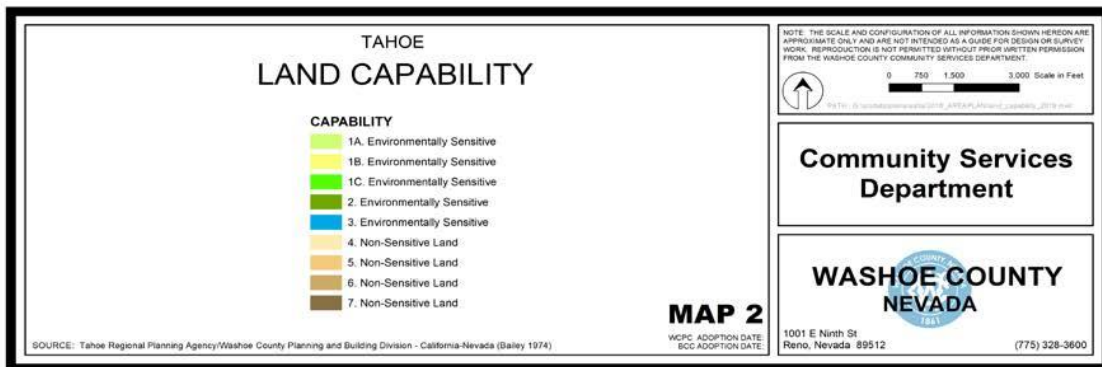 TAHOE
LAND CAPABILITY
CAPABILITY
1A. Environmentally Sensitive
1B. Environmentally Sensitive
1C. Environmentally Sensitive
2. Environmentally Sensitive
3. Environmentally Sensitive
4. Non-Sensitive Land
5. Non-Sensitive Land
6. Non-Sensitive Land
7. Non-Sensitive Land
MAP 2
WCPC ADOPTION DATE:
BCC ADOPTION DATE:
SOURCE: Tahoe Regional Planning Agency/Washoe County Planning and Building Division - California-Nevada (Bailey 1974)
NOTE: THE SCALE AND CONFIGURATION OF ALL INFORMATION SHOWN HEREON ARE
APPROXIMATE ONLY AND ARE NOT INTENDED AS A GUIDE FOR DESIGN OR SURVEY
WORK. REPRODUCTION IS NOT PERMITTED WITHOUT PRIOR WRITTEN PERMISSION
FROM THE WASHOE COUNTY COMMUNITY SERVICES DEPARTMENT.
0 750 1,500 3,000 Scale in Feet
PATH:
Community Services
Department
WASHOE COUNTY
NEVADA
1861
1001 E Ninth St
Reno, Nevada 89512
(775) 328-3600